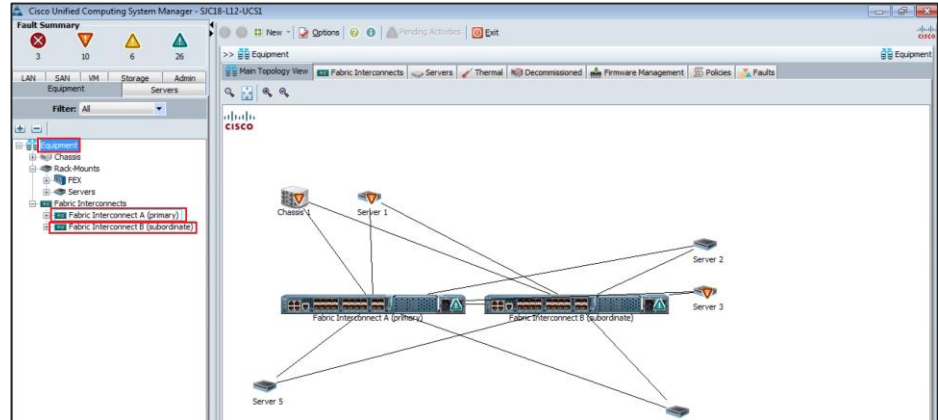 Cisco Unified Computing System Manager - SJC18-L12-UCS1
Fault Summary
3 10 6 26
New Options Pending Activities Exit
cisco
>> Equipment Equipment
LAN SAN VM Storage Admin
Equipment Servers
Main Topology View Fabric Interconnects Servers Thermal Decommissioned Firmware Management Policies Faults
Filter: All
CISCO
Equipment
Chassis
Rack-Mounts
FEX
Servers
Fabric Interconnects
Fabric Interconnect A (primary)
Fabric Interconnect B (subordinate)
Chassis 1 Server 1
Server 2
Server 3
Fabric Interconnect A (primary) Fabric Interconnect B (subordinate)
Server 5